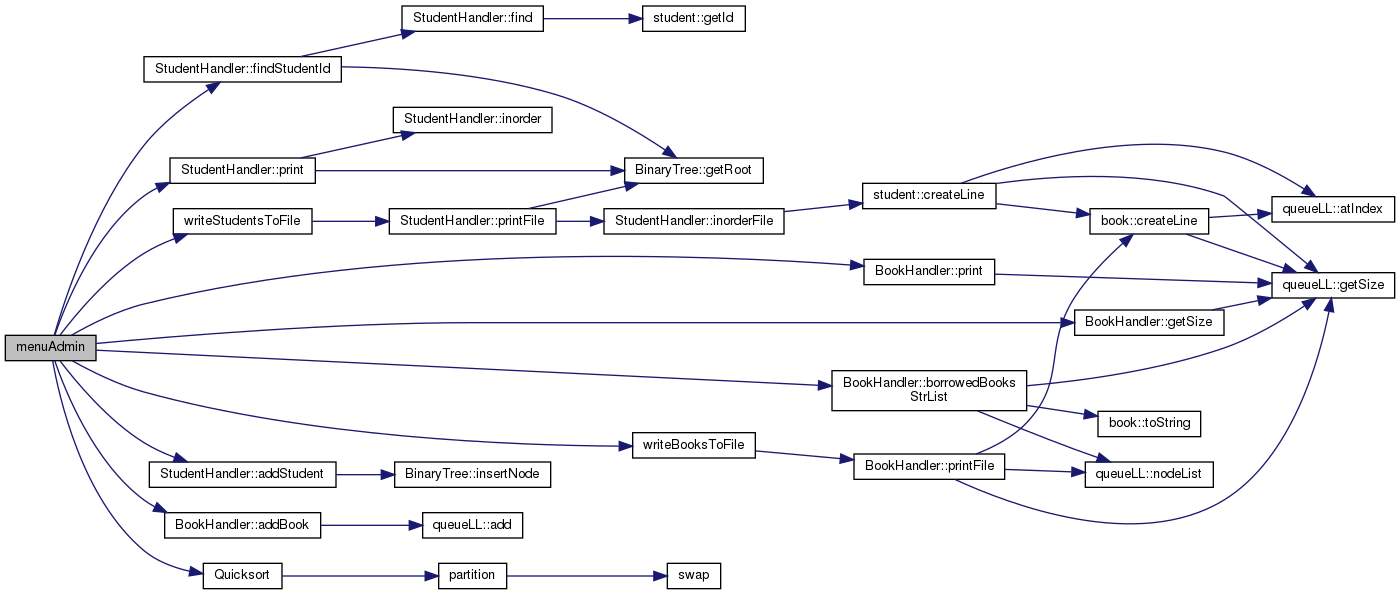 StudentHandler::find
student::getId
StudentHandler::findStudentId
StudentHandler::inorder
StudentHandler::print
BinaryTree::getRoot
student::createLine
queueLL::atIndex
writeStudentsToFile
StudentHandler::printFile
StudentHandler::inorderFile
book::createLine
BookHandler::print
queueLL::getSize
BookHandler::getSize
menuAdmin
BookHandler::borrowedBooks
StrList
book::toString
writeBooksToFile
BookHandler::printFile
queueLL::nodeList
StudentHandler::addStudent
BinaryTree::insertNode
BookHandler::addBook
queueLL::add
Quicksort
partition
swap